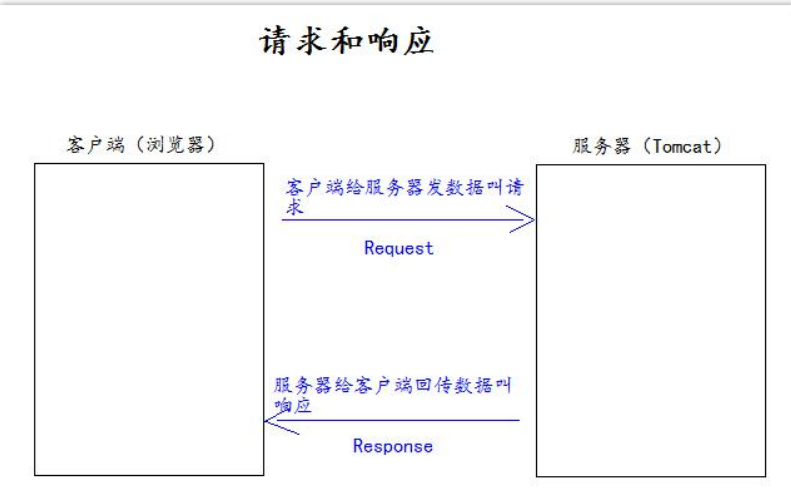 请求和响应
客户端（浏览器）
服务器（Tomcat）
客户端给服务器发数据叫请
求
Request
服务器给客户端回传数据叫
响应
Response